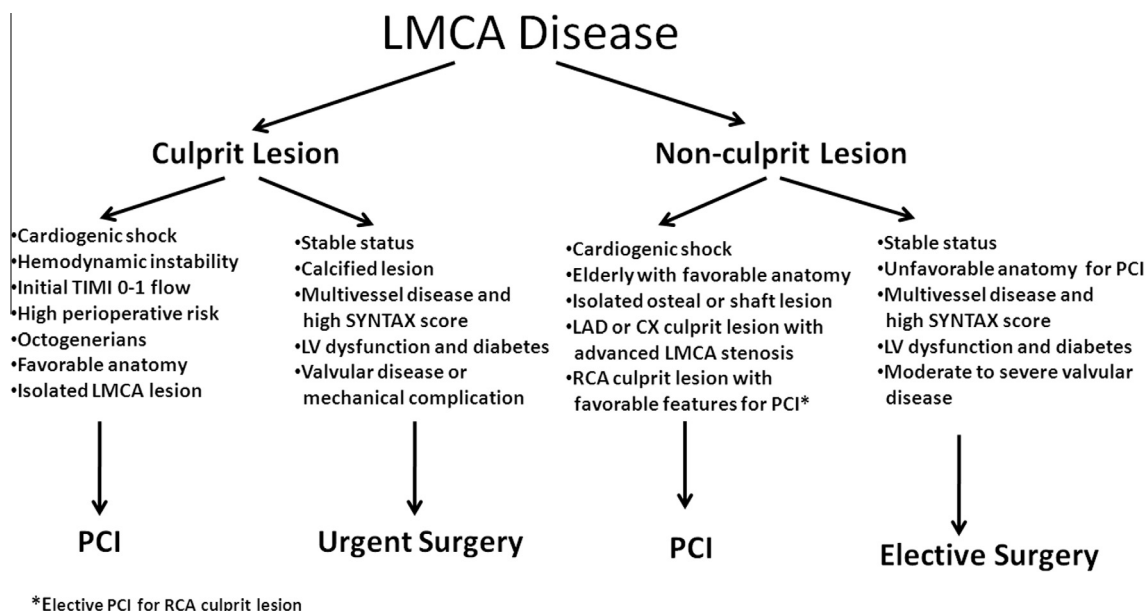 LMCA Disease
Culprit Lesion
Non-culprit Lesion
•Cardiogenic shock
•Hemodynamic instability
•Initial TIMI 0-1 flow
•High perioperative risk
•Octogenerians
•Favorable anatomy
•Isolated LMCA lesion
•Stable status
•Calcified lesion
•Multivessel disease and
high SYNTAX score
•LV dysfunction and diabetes
•Valvular disease or
mechanical complication
•Cardiogenic shock
•Elderly with favorable anatomy
•Isolated osteal or shaft lesion
•LAD or CX culprit lesion with
advanced LMCA stenosis
•RCA culprit lesion with
favorable features for PCI*
•Stable status
•Unfavorable anatomy for PCI
•Multivessel disease and
high SYNTAX score
•LV dysfunction and diabetes
•Moderate to severe valvular
disease
PCI
Urgent Surgery
PCI
Elective Surgery
*Elective PCI for RCA culprit lesion